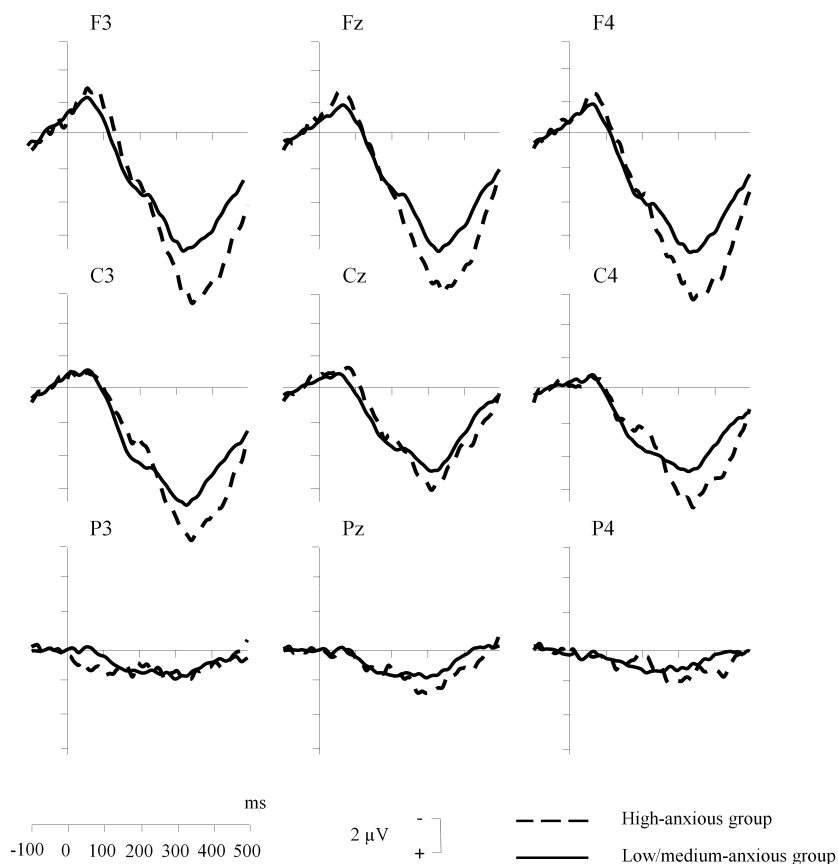 F3 Fz F4
C3 Cz C4
P3 Pz P4
ms
-100 0 100 200 300 400 500
-
2 µV
+
High-anxious group
Low/medium-anxious group